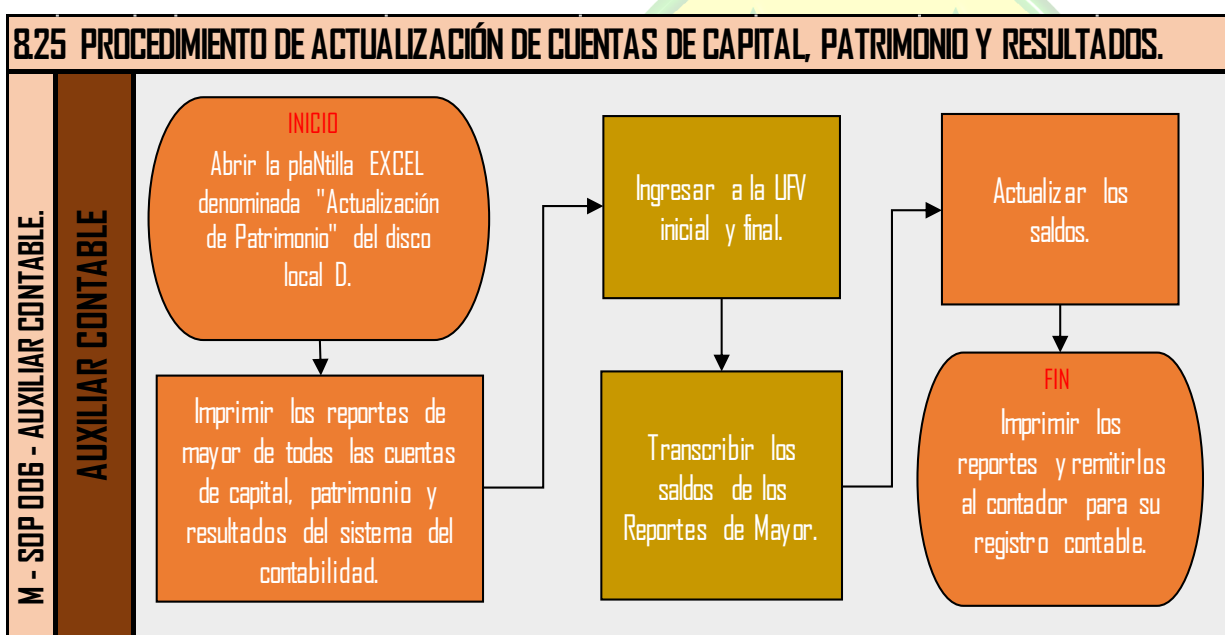 8.25 PROCEDIMIENTO DE ACTUALIZACIÓN DE CUENTAS DE CAPITAL, PATRIMONIO Y RESULTADOS.
M - SOP 006 - AUXILIAR CONTABLE.
AUXILIAR CONTABLE
INICIO
Abrir la plaNtilla EXCEL
denominada "Actualización
de Patrimonio" del disco
local D.
Imprimir los reportes de
mayor de todas las cuentas
de capital, patrimonio y
resultados del sistema del
contabilidad.
Ingresar a la UFV
inicial y final.
Transcribir los
saldos de los
Reportes de Mayor.
Actualizar los
saldos.
FIN
Imprimir los
reportes y remitirlos
al contador para su
registro contable.